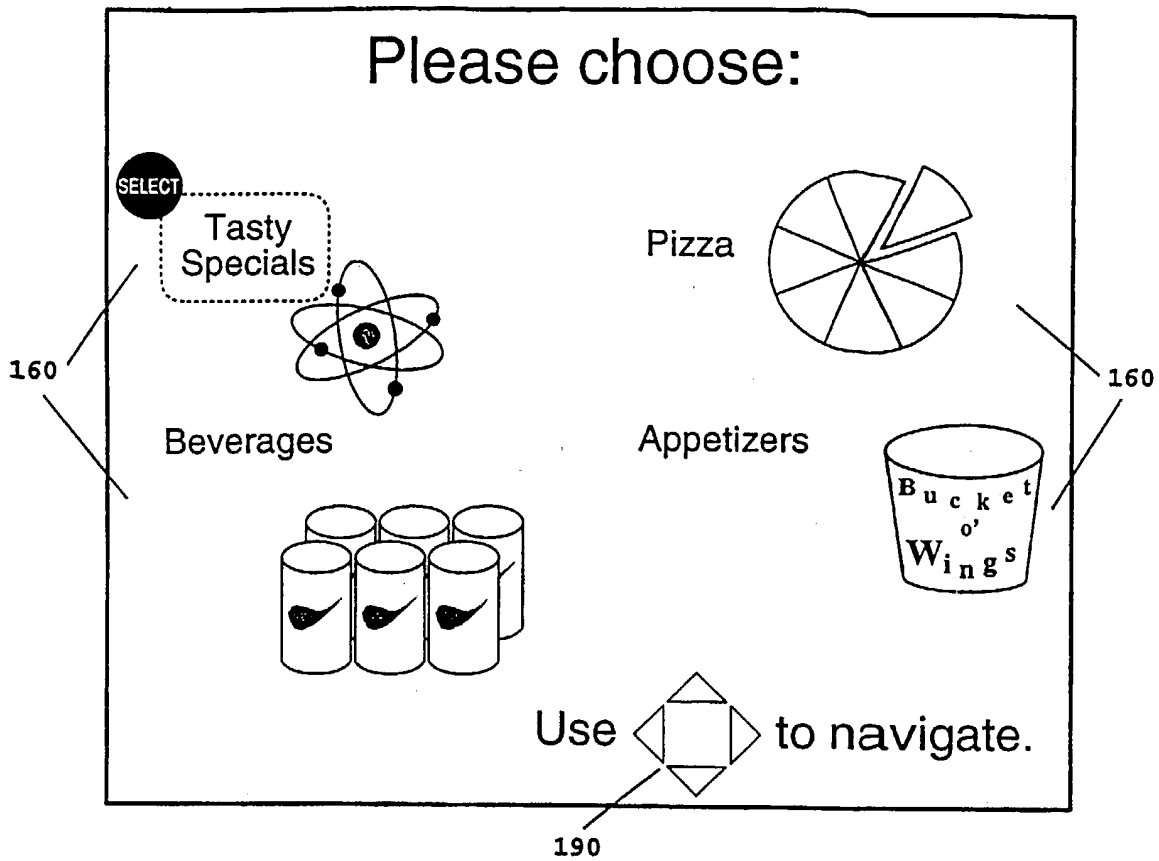 Please choose:
SELECT
Tasty
Specials
Pizza
160
160
Beverages
Appetizers
Bucket
o'
Wings
Use to navigate.
190